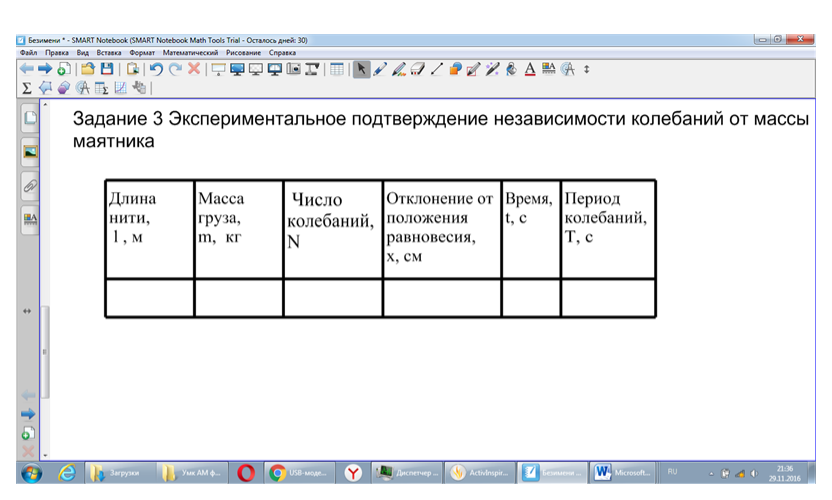 Безимени * - SMART Notebook (SMART Notebook Math Tools Trial - Осталось дней: 30)
Файл Правка Вид Вставка Формат Математический Рисование Справка
Задание 3 Экспериментальное подтверждение независимости колебаний от массы
маятника
Длина
нити,
l , м
Масса
груза,
m, кг
Число
колебаний,
N
Отклонение от
положения
равновесия,
х, см
Время,
t, с
Период
колебаний,
T, с
Загрузки
Умк АМ ф...
USB-моде...
Диспетчер ...
ActivInspire...
Безимени ...
Microsoft...
RU
21:36
29.11.2016